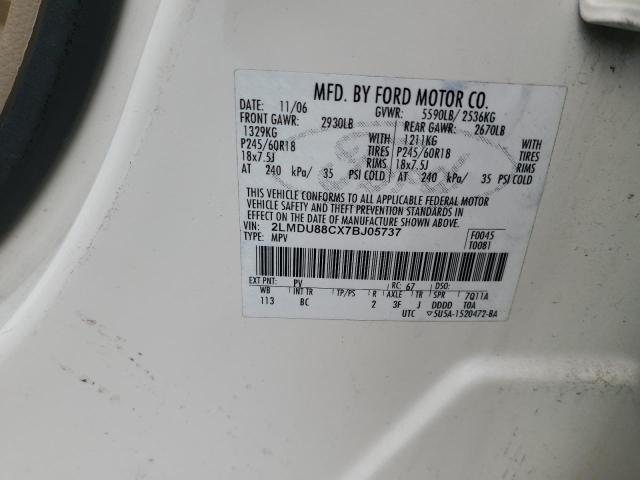 MFD. BY FORD MOTOR CO.
DATE: 11/06 GVWR: 5590LB/ 2536KG
FRONT GAWR: 2930LB REAR GAWR: 2670LB
1329KG WITH 1211KG WITH
P245/60R18 TIRES P245/60R18 TIRES
18x7.5J RIMS 18x7.5J RIMS
AT 240 kPa/ 35 PSI COLD AT 240 kPa/ 35 PSI COLD
THIS VEHICLE CONFORMS TO ALL APPLICABLE FEDERAL MOTOR
VEHICLE SAFETY AND THEFT PREVENTION STANDARDS IN
EFFECT ON THE DATE OF MANUFACTURE SHOWN ABOVE.
VIN: 2LMDU88CX7BJ05737 F0045
TYPE: MPV T0081
EXT PNT: PV RC: 67 DSO:
WB INT TR TP/PS R AXLE TR SPR 7Q11A
113 BC 2 3F J DDDD TOA
UTC 5U5A-1520472-BA